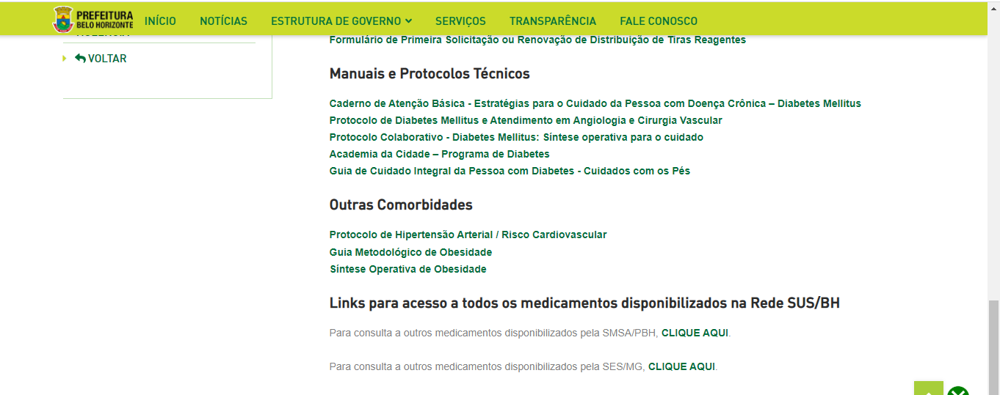 PREFEITURA
BELO HORIZONTE
INÍCIO
NOTÍCIAS
ESTRUTURA DE GOVERNO
SERVIÇOS
TRANSPARÊNCIA
FALE CONOSCO
VOLTAR
Formulário de Primeira Solicitação ou Renovação de Distribuição de Tiras Reagentes
Manuais e Protocolos Técnicos
Caderno de Atenção Básica - Estratégias para o Cuidado da Pessoa com Doença Crônica – Diabetes Mellitus
Protocolo de Diabetes Mellitus e Atendimento em Angiologia e Cirurgia Vascular
Protocolo Colaborativo - Diabetes Mellitus: Síntese operativa para o cuidado
Academia da Cidade – Programa de Diabetes
Guia de Cuidado Integral da Pessoa com Diabetes - Cuidados com os Pés
Outras Comorbidades
Protocolo de Hipertensão Arterial / Risco Cardiovascular
Guia Metodológico de Obesidade
Síntese Operativa de Obesidade
Links para acesso a todos os medicamentos disponibilizados na Rede SUS/BH
Para consulta a outros medicamentos disponibilizados pela SMSA/PBH, CLIQUE AQUI.
Para consulta a outros medicamentos disponibilizados pela SES/MG, CLIQUE AQUI.